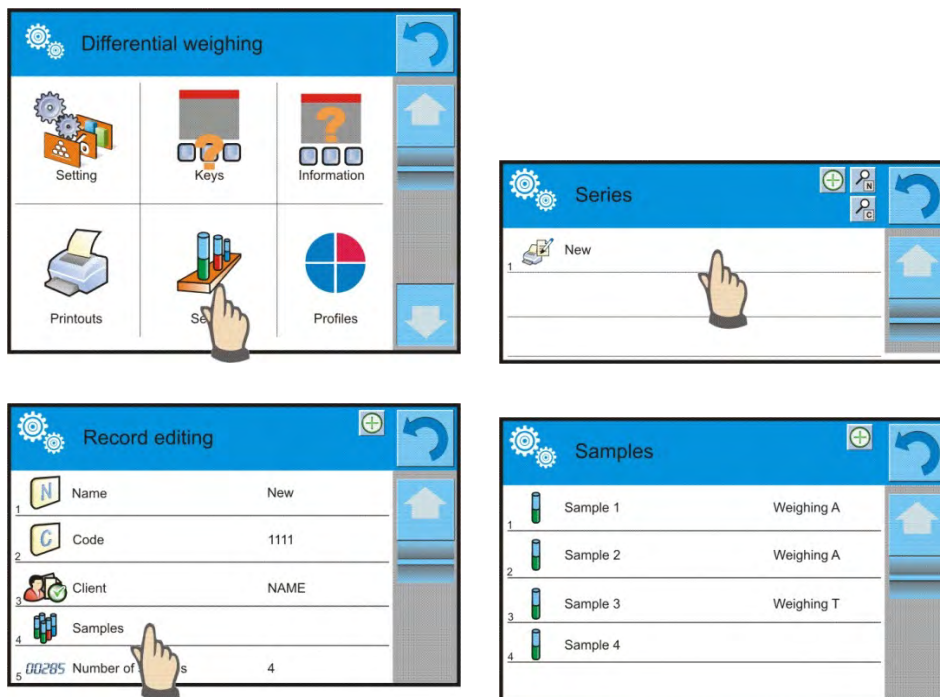 Differential weighing
Setting
Keys
Information
Printouts
Profiles
Series
N
C
1 New
Record editing
1 N Name New
2 C Code 1111
3 Client NAME
4 Samples
5 00285 Number of 4
Samples
1 Sample 1 Weighing A
2 Sample 2 Weighing A
3 Sample 3 Weighing T
4 Sample 4